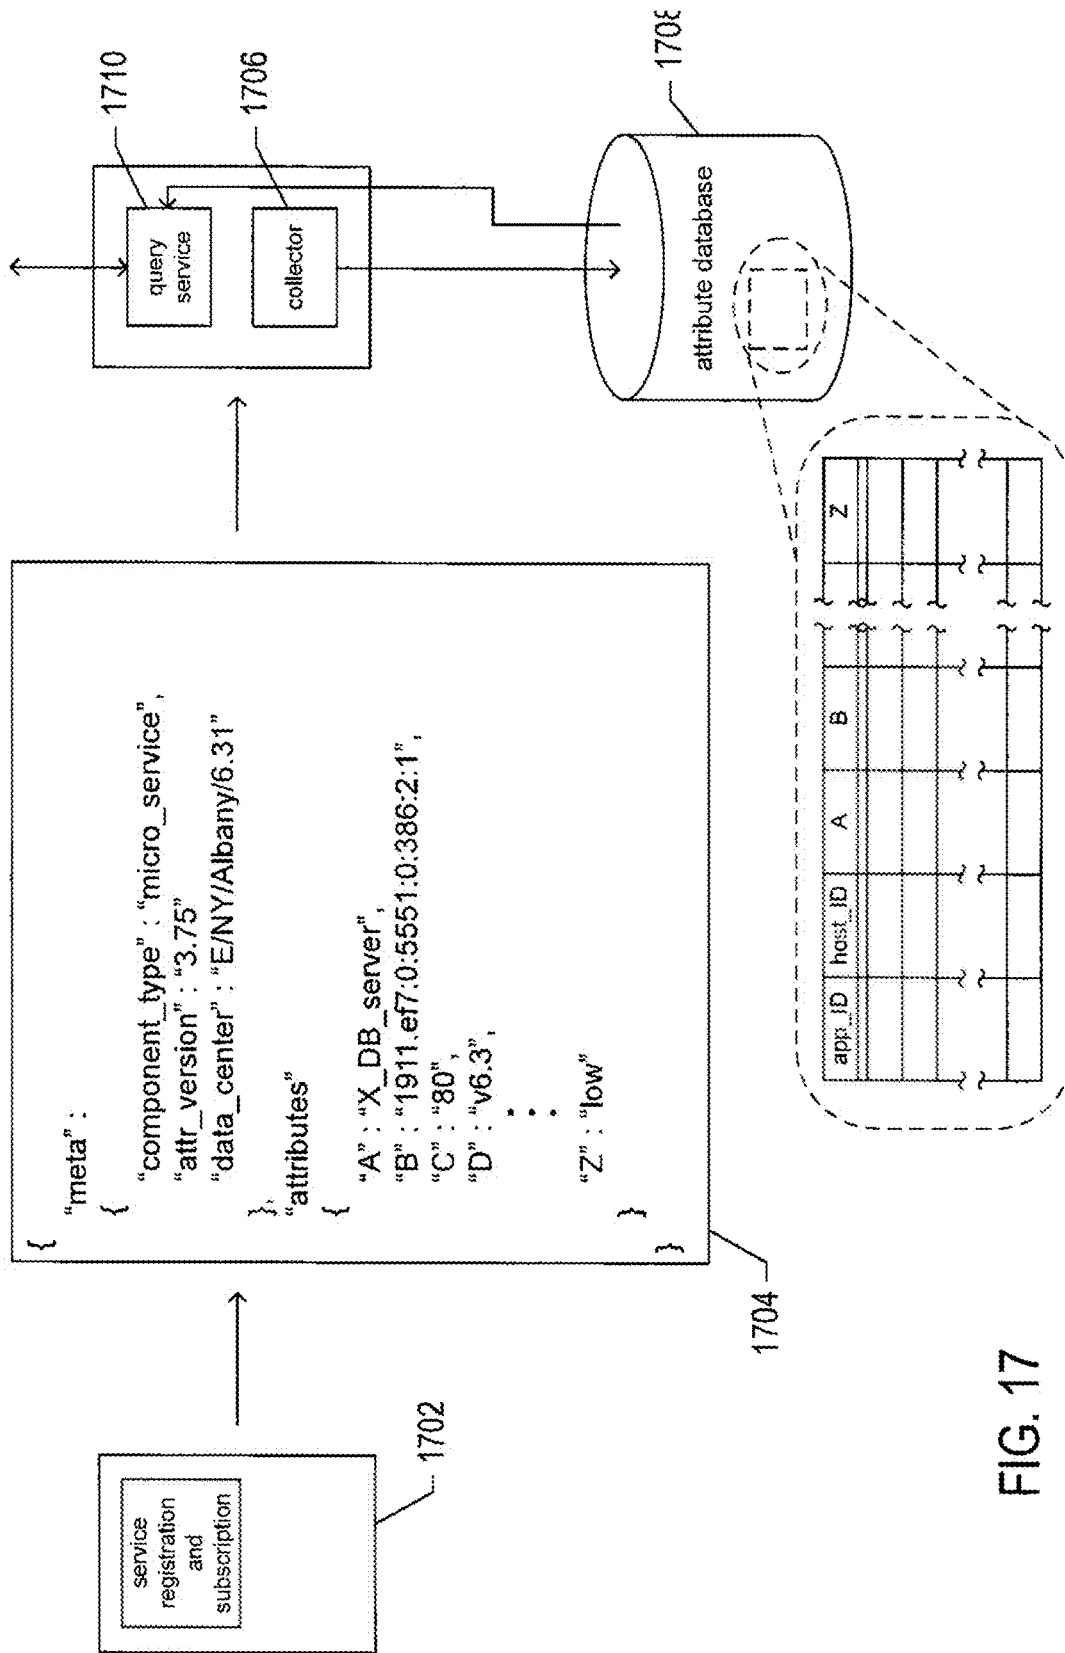 service
registration
and
subscription
1702
{
"meta" :
{
"component_type" : "micro_service",
"attr_version" : "3.75"
"data_center" : "E/NY/Albany/6.31"
},
"attributes"
{
"A" : "X_DB_server",
"B" : "1911.ef7:0:5551:0:386:2:1",
"C" : "80",
"D" : "v6.3",
"Z" : "low"
}
}
1704
query
service
1710
collector
1706
attribute database
1708
app_ID host_ID A B Z
FIG. 17